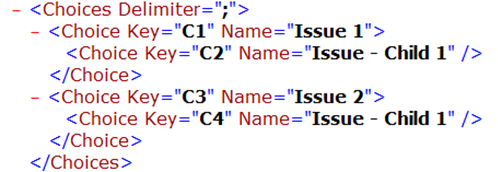 - <Choices Delimiter=";">
- <Choice Key="C1" Name="Issue 1">
<Choice Key="C2" Name="Issue - Child 1" />
</Choice>
- <Choice Key="C3" Name="Issue 2">
<Choice Key="C4" Name="Issue - Child 1" />
</Choice>
</Choices>